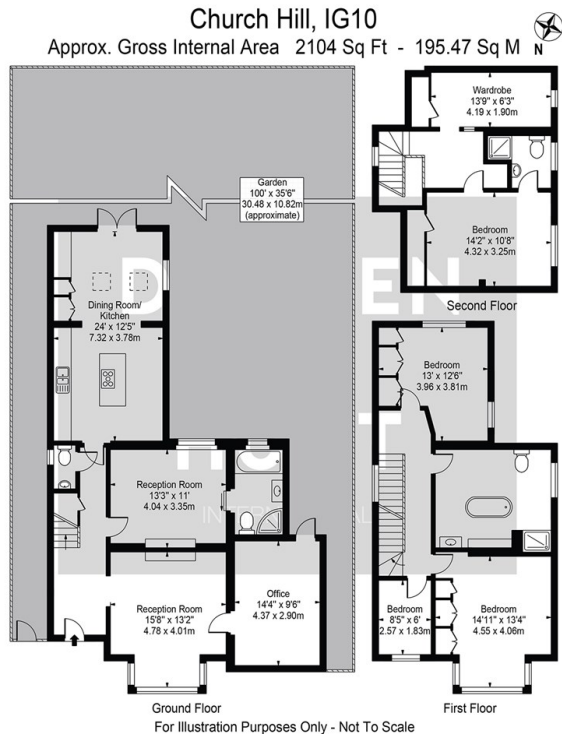 Church Hill, IG10
Approx. Gross Internal Area 2104 Sq Ft - 195.47 Sq M
N
Garden
100' x 35'6"
30.48 x 10.82m
(approximate)
Dining Room/
Kitchen
24' x 12'5"
7.32 x 3.78m
Reception Room
13'3" x 11'
4.04 x 3.35m
Reception Room
15'8" x 13'2"
4.78 x 4.01m
Office
14'4" x 9'6"
4.37 x 2.90m
Ground Floor
Wardrobe
13'9" x 6'3"
4.19 x 1.90m
Bedroom
14'2" x 10'8"
4.32 x 3.25m
Second Floor
Bedroom
13' x 12'6"
3.96 x 3.81m
Bedroom
8'5" x 6'
2.57 x 1.83m
Bedroom
14'11" x 13'4"
4.55 x 4.06m
First Floor
For Illustration Purposes Only - Not To Scale